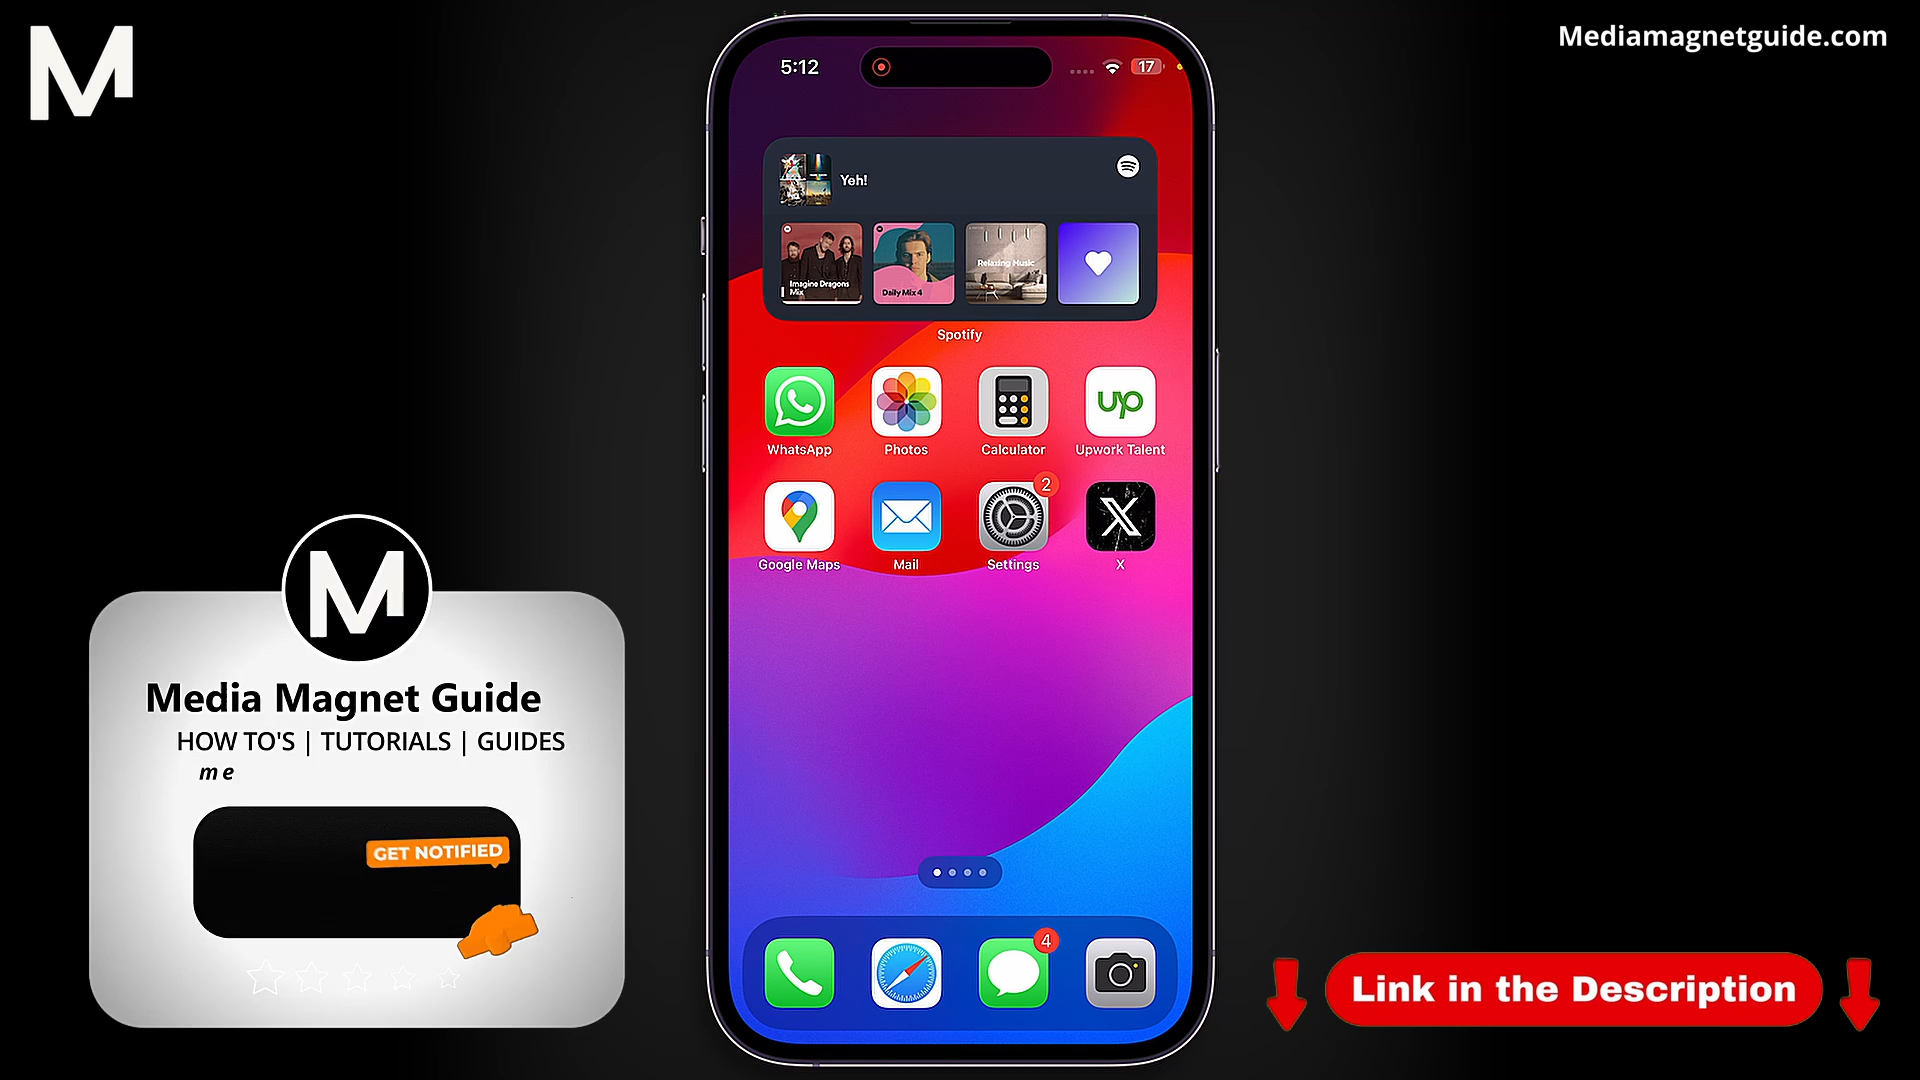 M
Mediamagnetguide.com
5:12
17
Yeh!
Imagine Dragons
Mix
Daily Mix 4
Relaxing Music
Spotify
up
WhatsApp
Photos
Calculator
Upwork Talent
2
X
Google Maps
Mail
Settings
X
M
Media Magnet Guide
HOW TO'S | TUTORIALS | GUIDES
me
GET NOTIFIED
4
Link in the Description